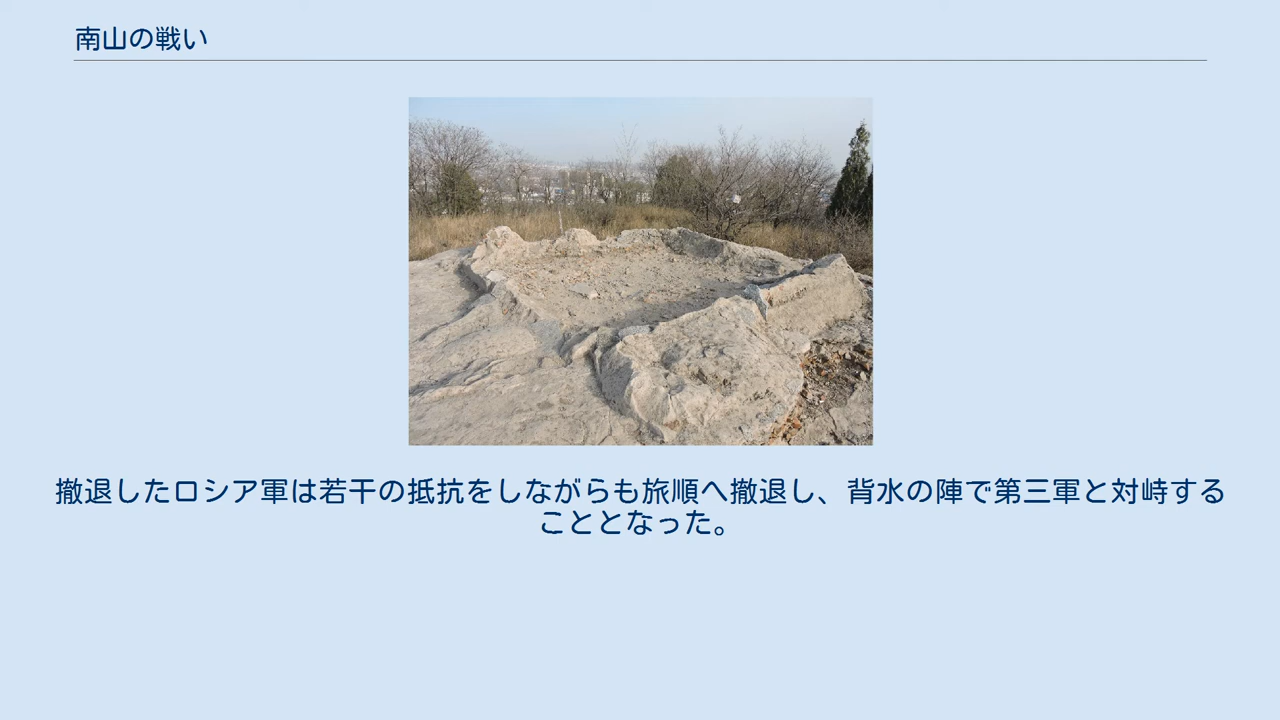 南山の戦い
撤退したロシア軍は若干の抵抗をしながらも旅順へ撤退し、背水の陣で第三軍と対峙する
こととなった。